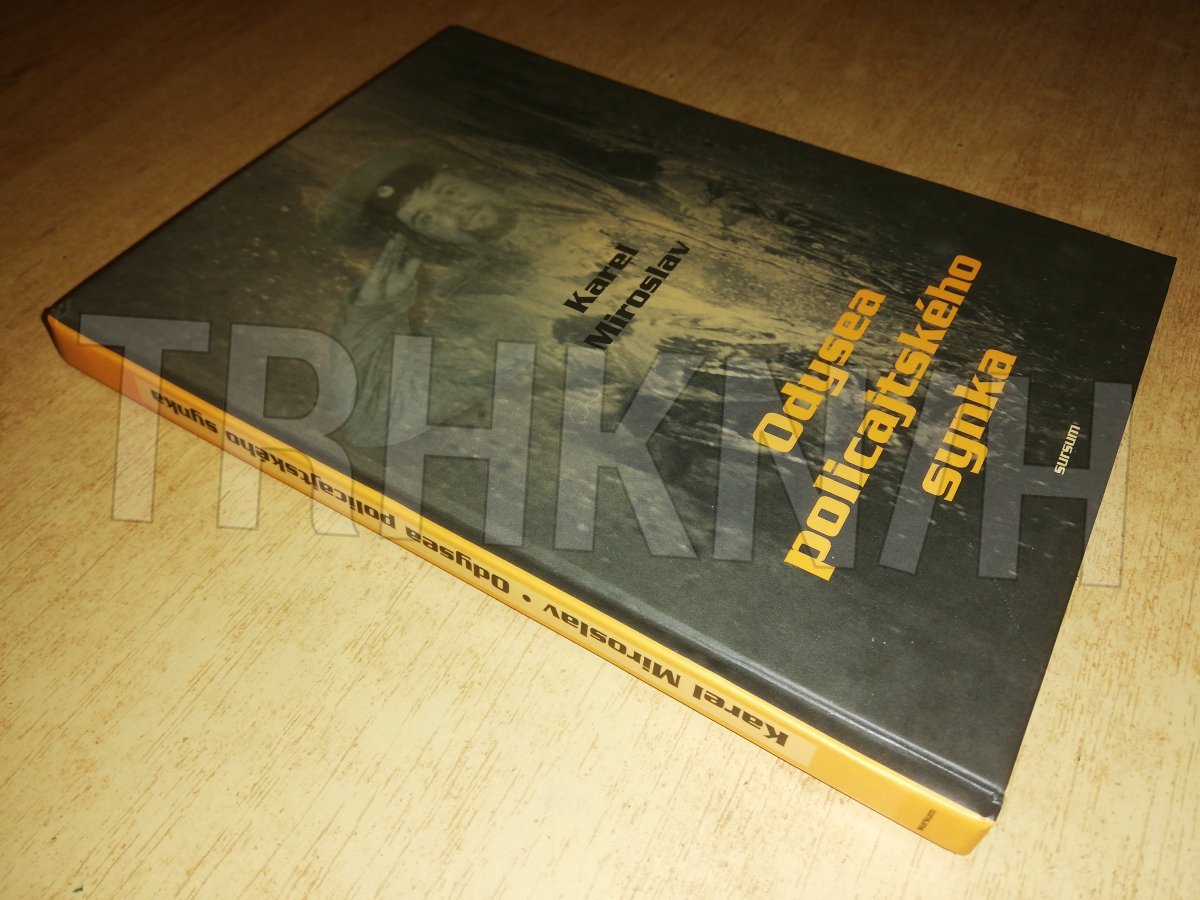 Karel
Miroslav
Odysea
policajtského
synka
sursum
Karel Miroslav • Odysea policajtského synka
sursum
TRHKNIH